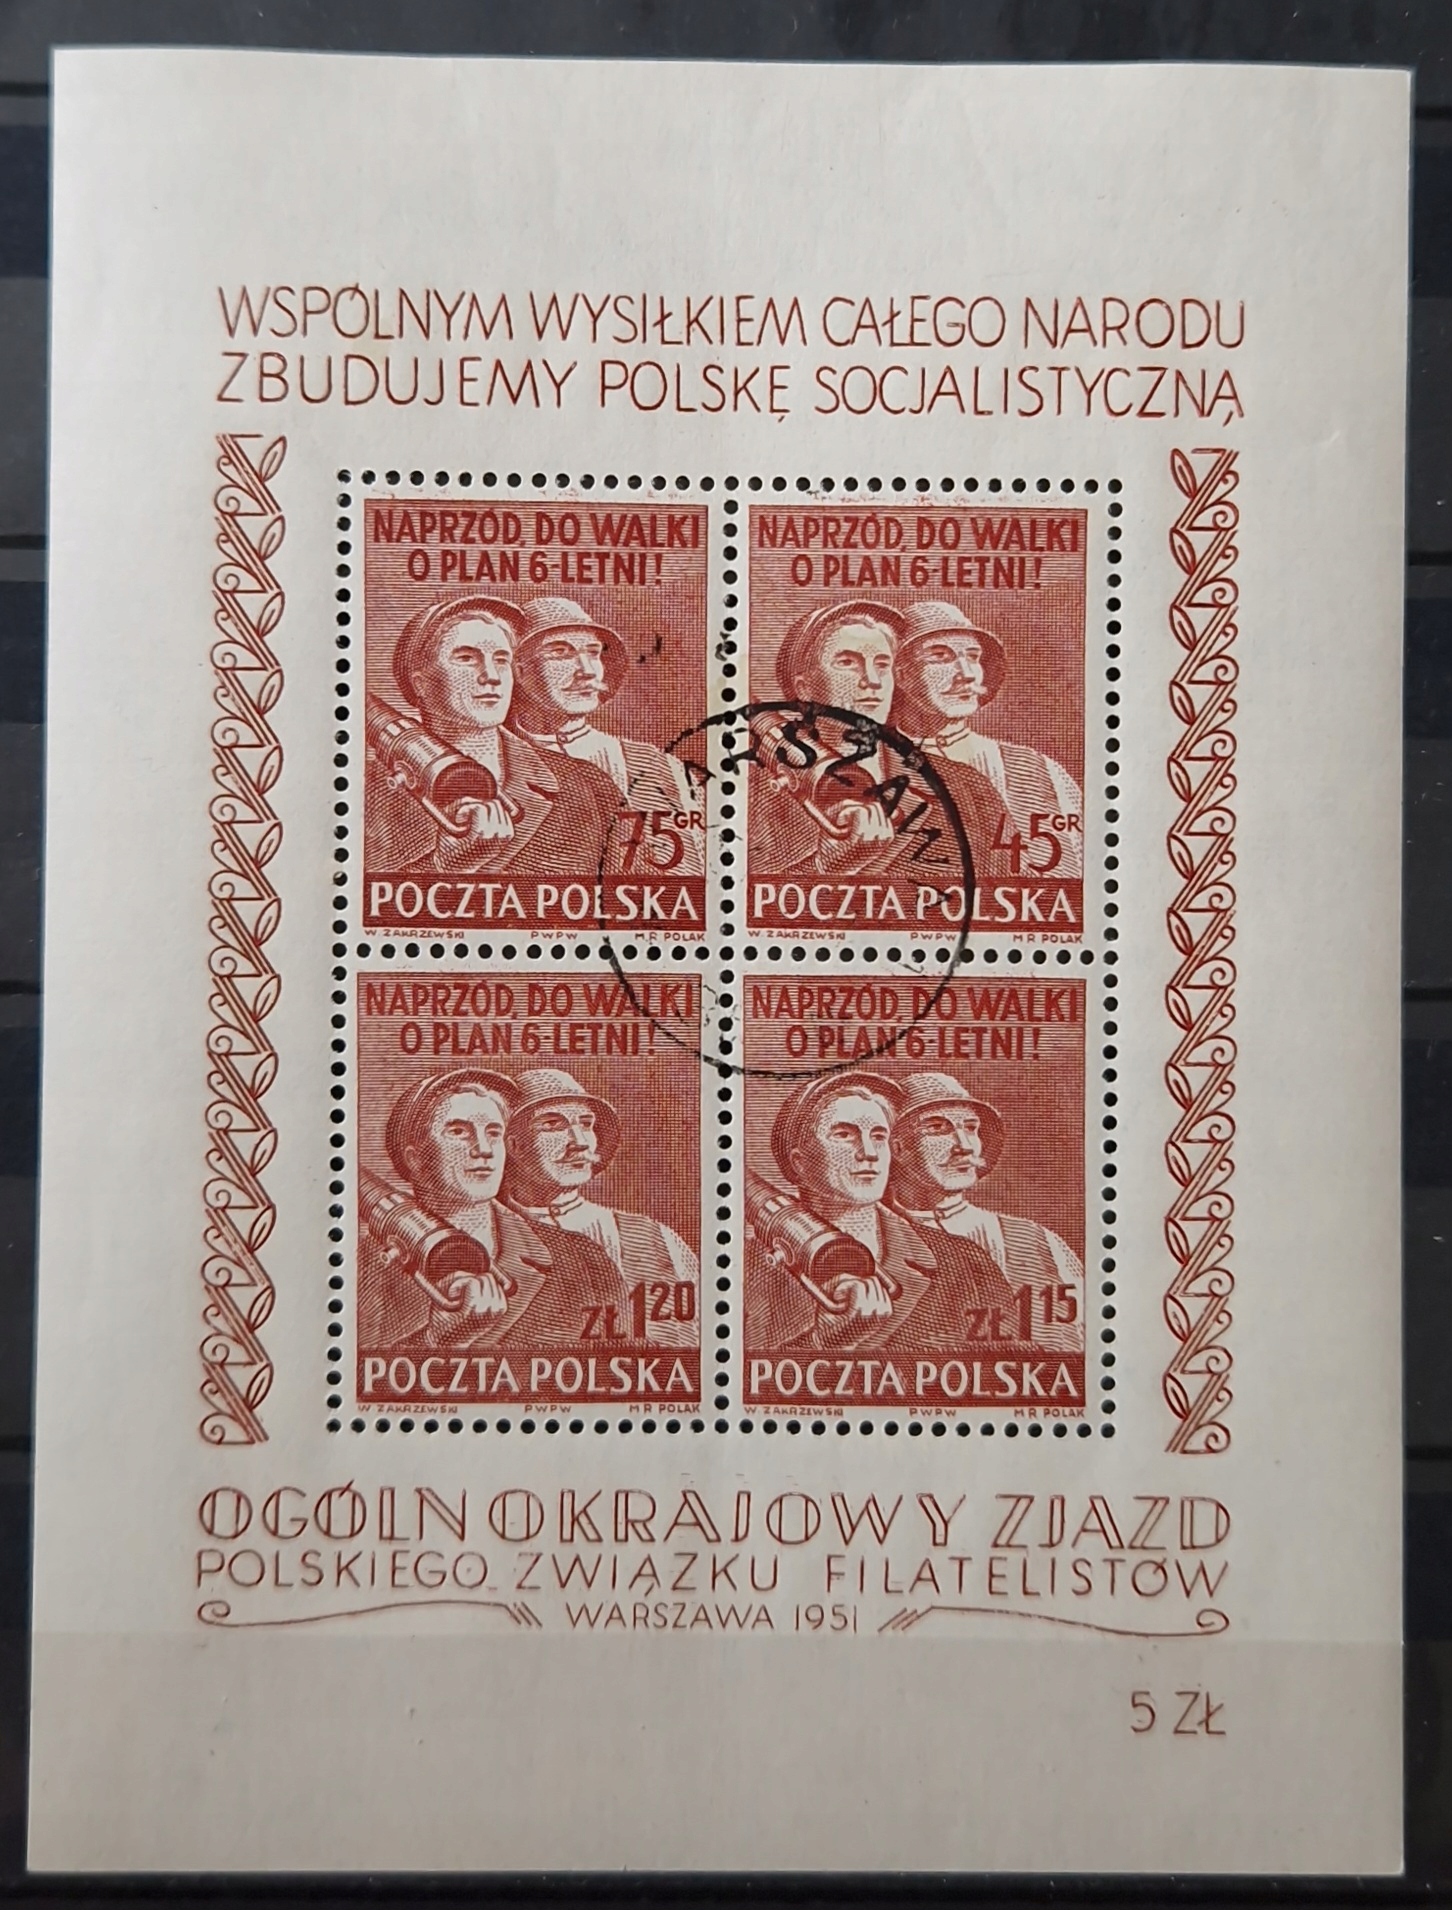 WSPÓLNYM WYSIŁKIEM CAŁEGO NARODU
ZBUDUJEMY POLSKĘ SOCJALISTYCZNĄ
NAPRZÓD, DO WALKI
O PLAN 6-LETNI!
75 GR
POCZTA POLSKA
W. ZAKRZEWSKI PWPW M.R. POLAK
NAPRZÓD, DO WALKI
O PLAN 6-LETNI!
45 GR
POCZTA POLSKA
W. ZAKRZEWSKI PWPW M.R. POLAK
WARSZAWA
NAPRZÓD, DO WALKI
O PLAN 6-LETNI!
ZŁ 1 20
POCZTA POLSKA
W. ZAKRZEWSKI PWPW M.R. POLAK
NAPRZÓD, DO WALKI
O PLAN 6-LETNI!
ZŁ 1 15
POCZTA POLSKA
W. ZAKRZEWSKI PWPW M.R. POLAK
OGÓLNOKRAJOWY ZJAZD
POLSKIEGO ZWIĄZKU FILATELISTÓW
WARSZAWA 1951
5 ZŁ